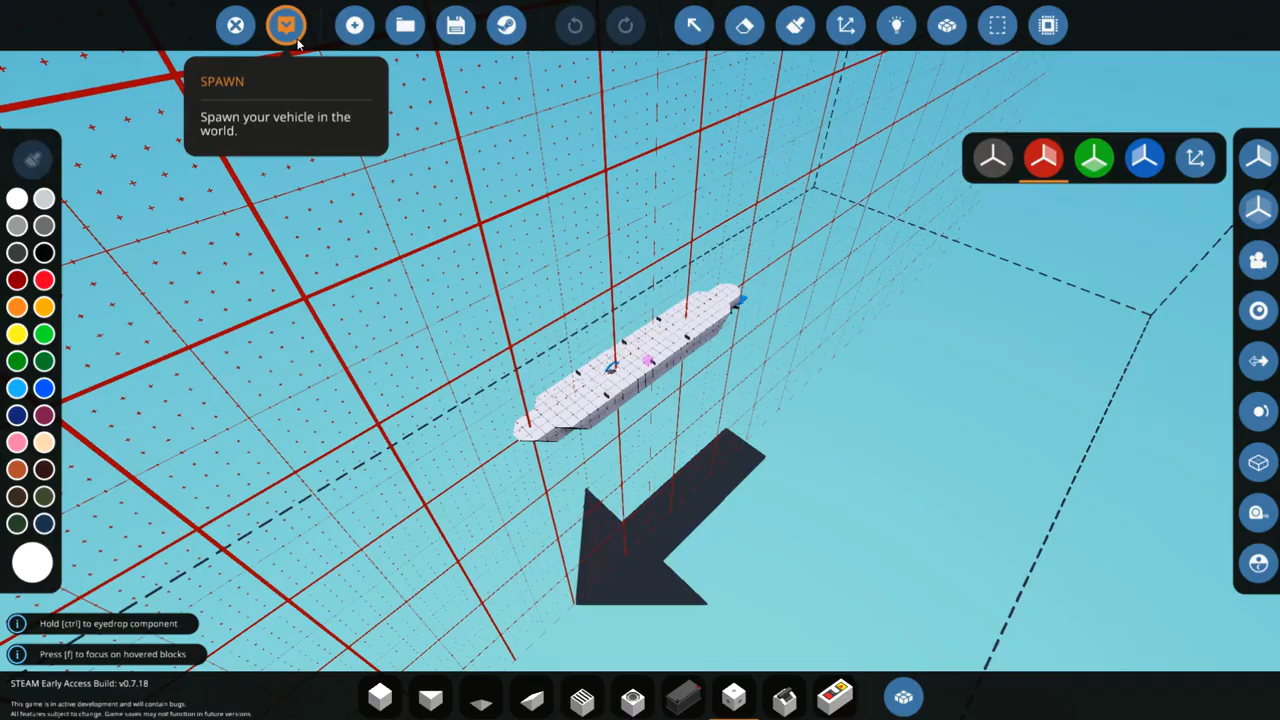 SPAWN
Spawn your vehicle in the
world.
Hold [ctrl] to eyedrop component
Press [f] to focus on hovered blocks
STEAM Early Access Build: v0.7.18
This game is in active development and will contain bugs.
All features subject to change. Game saves may not function in future versions.